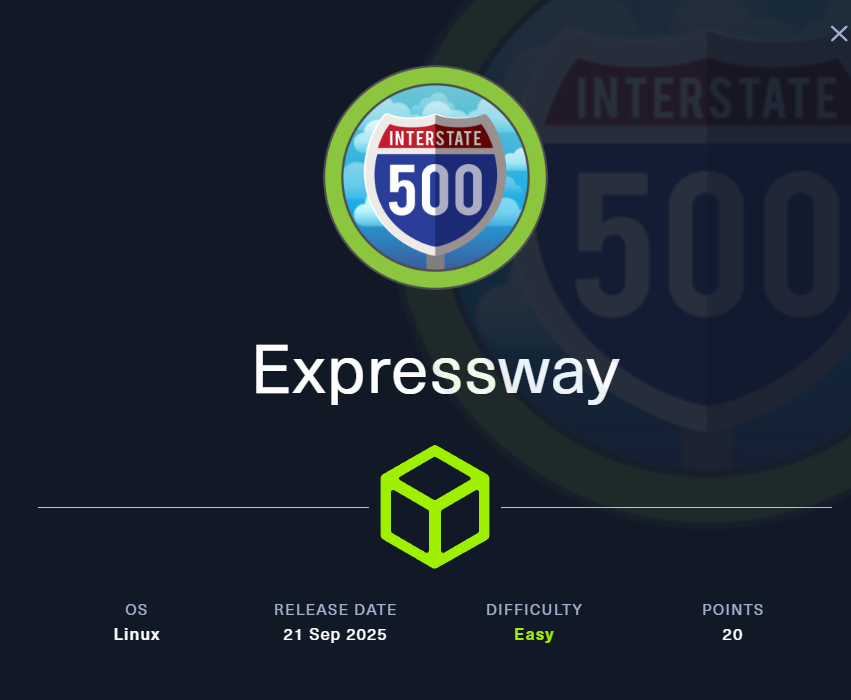 INTERSTATE
500
INTERSTATE
500
Expressway
OS RELEASE DATE DIFFICULTY POINTS
Linux 21 Sep 2025 Easy 20